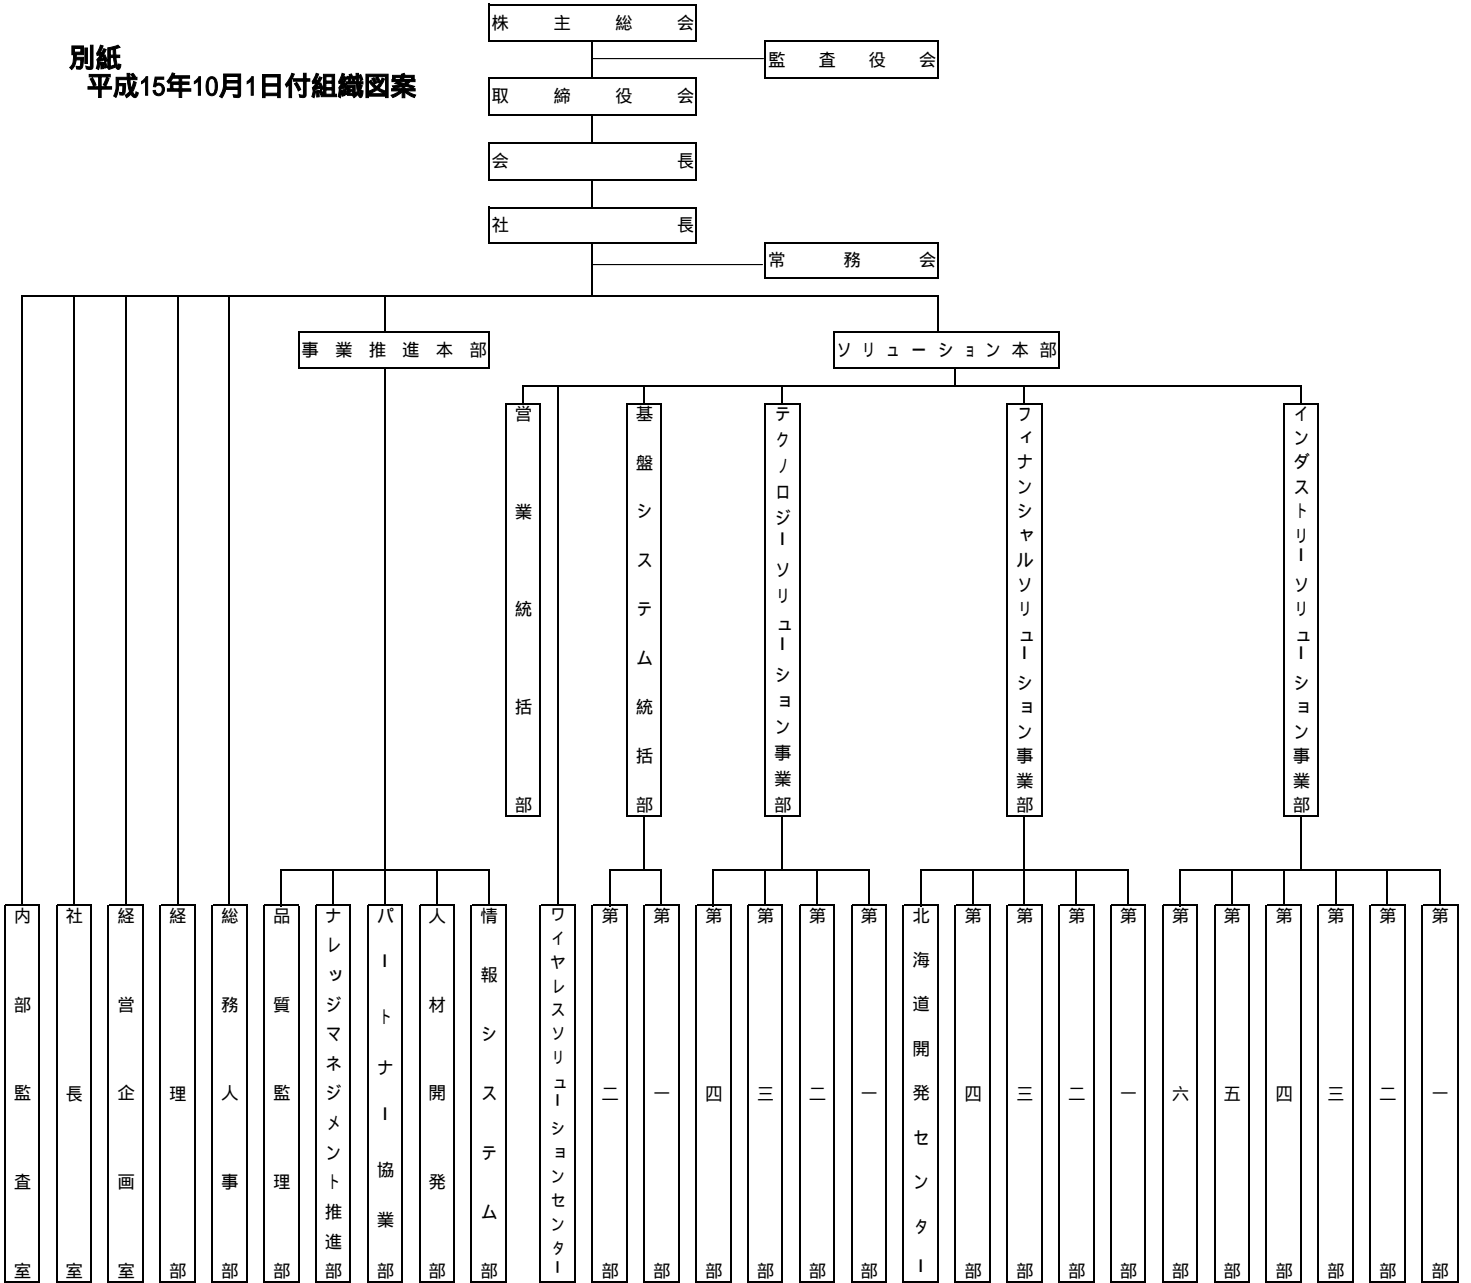 別紙
平成15年10月1日付組織図案
株主総会
監査役会
取締役会
会長
社長
常務会
事業推進本部
ソリューション本部
営業統括部
基盤システム統括部
テクノロジーソリューション事業部
フィナンシャルソリューション事業部
インダストリーソリューション事業部
内部監査室
社長室
経営企画室
経理部
総務人事部
品質監理部
ナレッジマネジメント推進部
パートナー協業部
人材開発部
情報システム部
ワイヤレスソリューションセンター
第二部
第一部
第四部
第三部
第二部
第一部
北海道開発センター
第四部
第三部
第二部
第一部
第六部
第五部
第四部
第三部
第二部
第一部